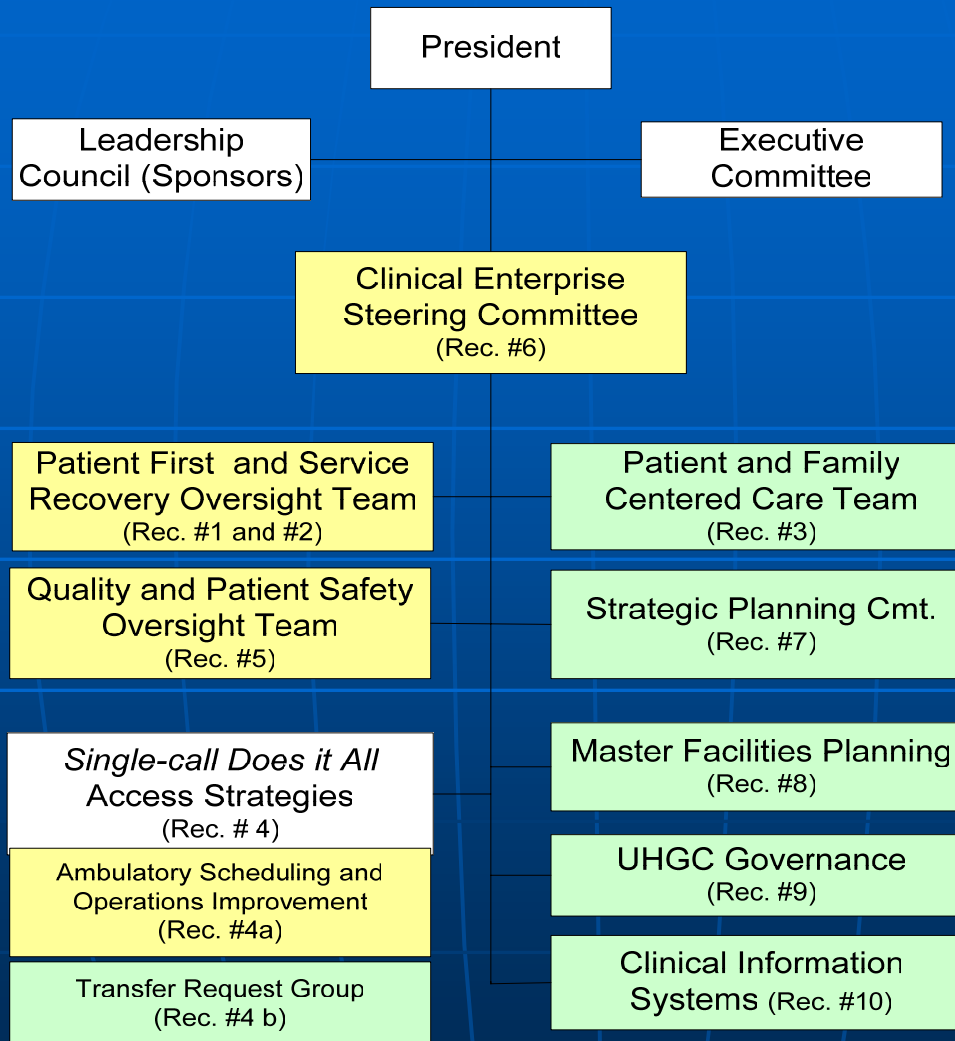 President
Leadership
Council (Sponsors)
Executive
Committee
Clinical Enterprise
Steering Committee
(Rec. #6)
Patient First and Service
Recovery Oversight Team
(Rec. #1 and #2)
Patient and Family
Centered Care Team
(Rec. #3)
Quality and Patient Safety
Oversight Team
(Rec. #5)
Strategic Planning Cmt.
(Rec. #7)
Single-call Does it All
Access Strategies
(Rec. # 4)
Ambulatory Scheduling and
Operations Improvement
(Rec. #4a)
Transfer Request Group
(Rec. #4 b)
Master Facilities Planning
(Rec. #8)
UHGC Governance
(Rec. #9)
Clinical Information
Systems (Rec. #10)